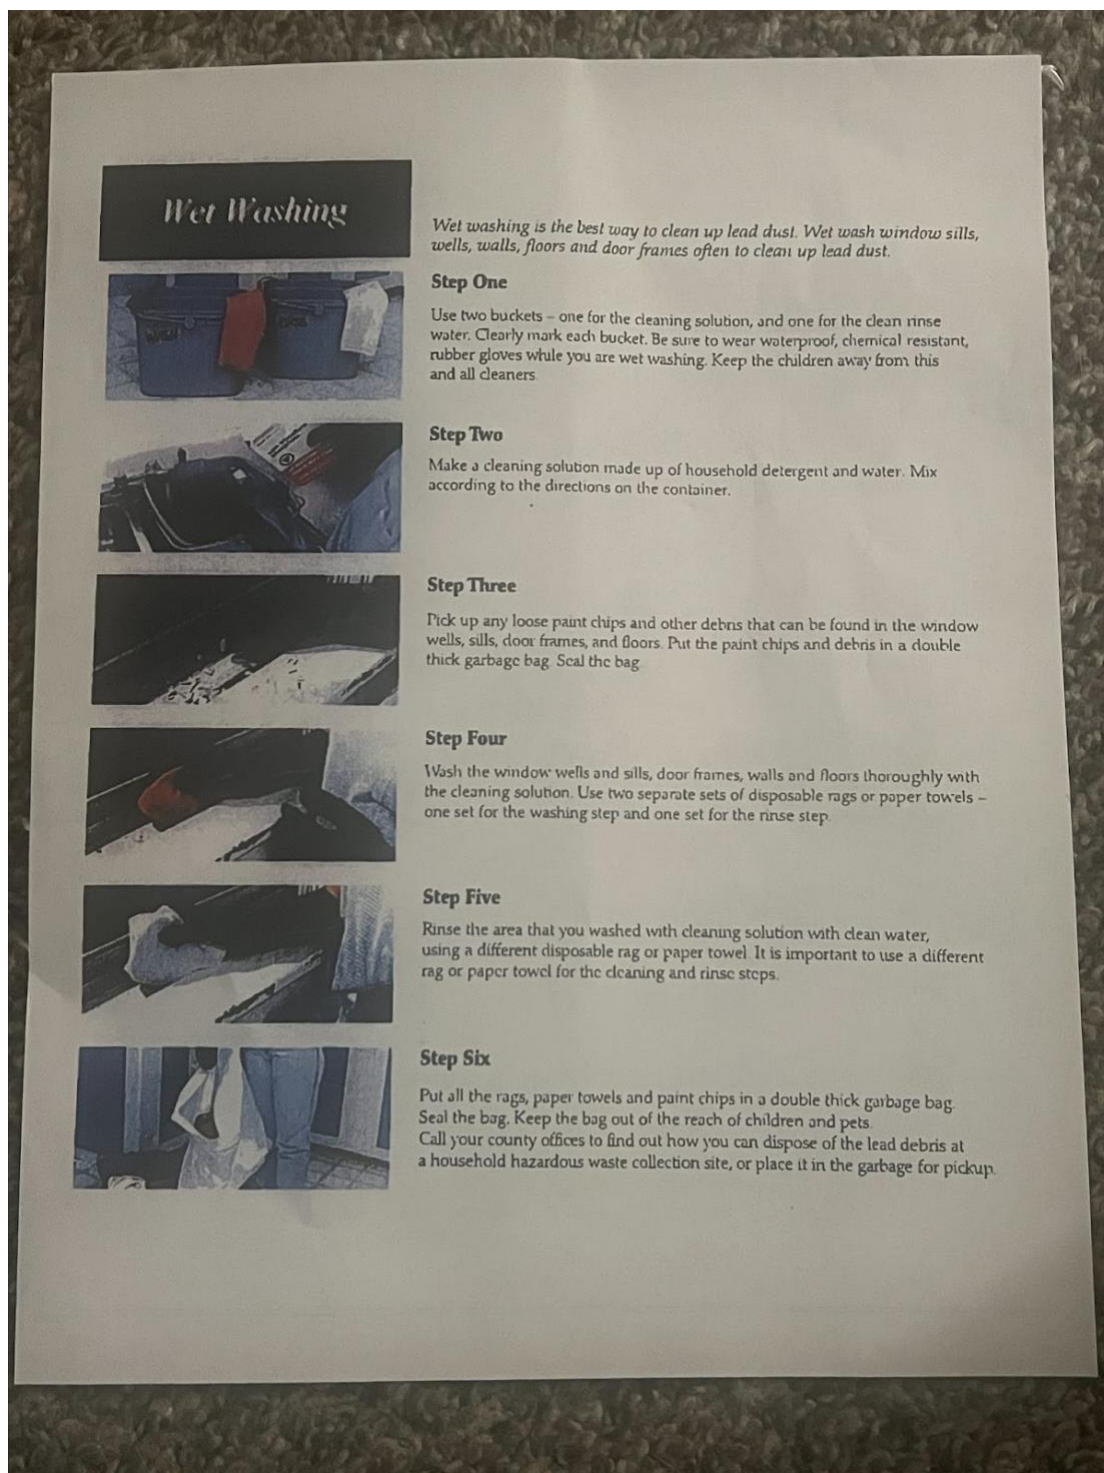 Wet Washing
Wet washing is the best way to clean up lead dust. Wet wash window sills,
wells, walls, floors and door frames often to clean up lead dust.
Step One
Use two buckets – one for the cleaning solution, and one for the clean rinse
water. Clearly mark each bucket. Be sure to wear waterproof, chemical resistant,
rubber gloves while you are wet washing. Keep the children away from this
and all cleaners.
Step Two
Make a cleaning solution made up of household detergent and water. Mix
according to the directions on the container.
Step Three
Pick up any loose paint chips and other debris that can be found in the window
wells, sills, door frames, and floors. Put the paint chips and debris in a double
thick garbage bag. Seal the bag.
Step Four
Wash the window wells and sills, door frames, walls and floors thoroughly with
the cleaning solution. Use two separate sets of disposable rags or paper towels –
one set for the washing step and one set for the rinse step.
Step Five
Rinse the area that you washed with cleaning solution with clean water,
using a different disposable rag or paper towel. It is important to use a different
rag or paper towel for the cleaning and rinse steps.
Step Six
Put all the rags, paper towels and paint chips in a double thick garbage bag.
Seal the bag. Keep the bag out of the reach of children and pets.
Call your county offices to find out how you can dispose of the lead debris at
a household hazardous waste collection site, or place it in the garbage for pickup.